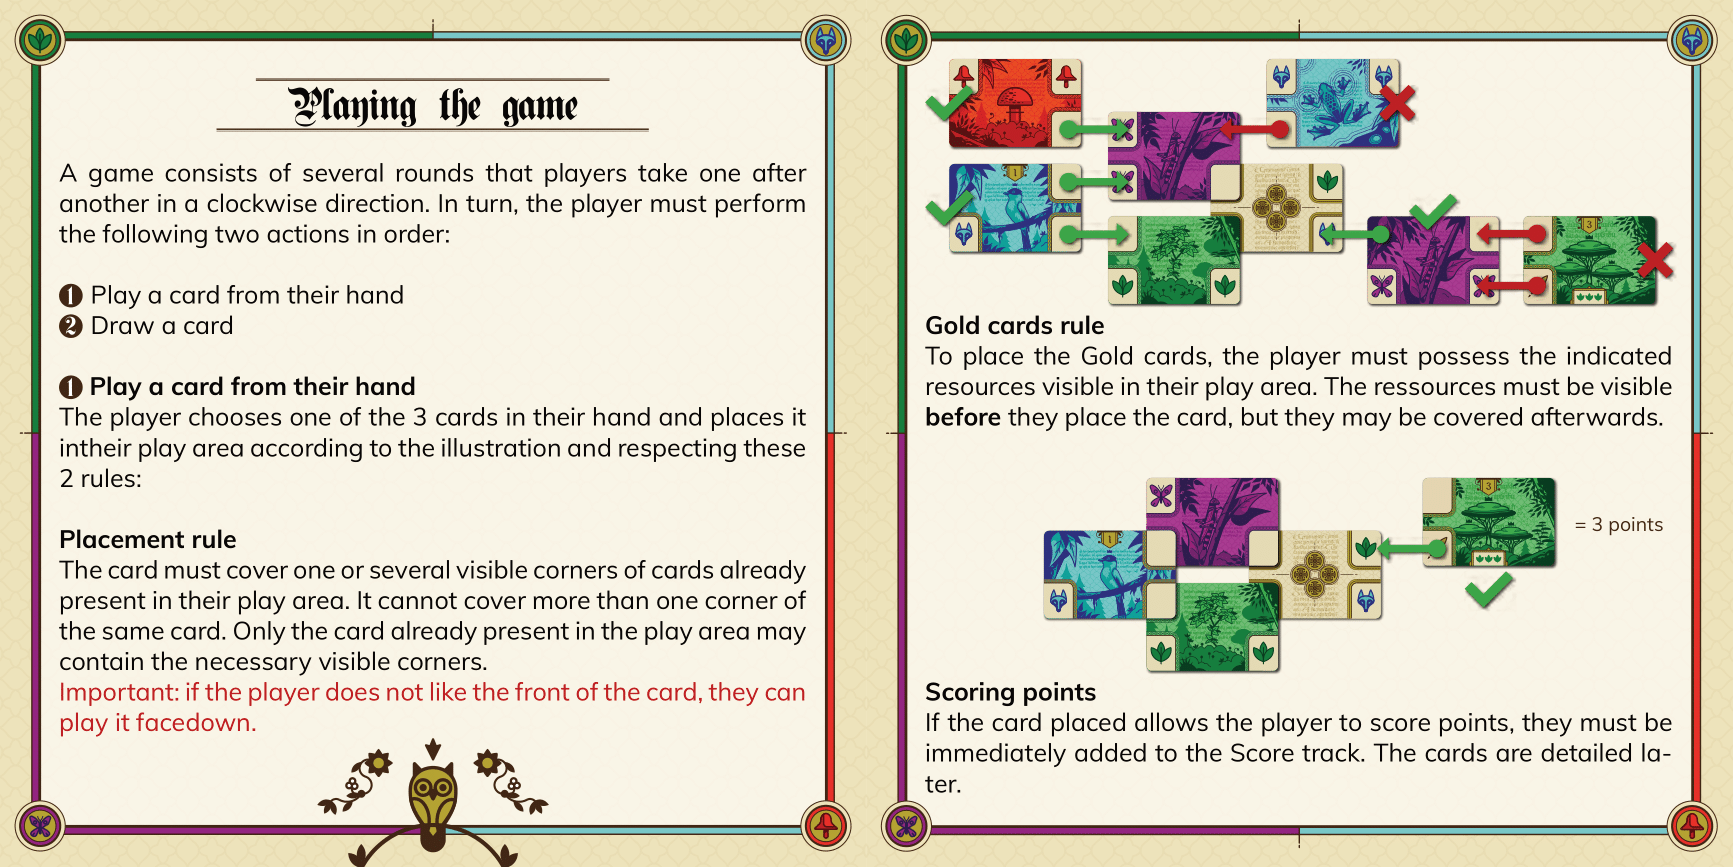 Playing the game
A game consists of several rounds that players take one after
another in a clockwise direction. In turn, the player must perform
the following two actions in order:
1 Play a card from their hand
2 Draw a card
1 Play a card from their hand
The player chooses one of the 3 cards in their hand and places it
intheir play area according to the illustration and respecting these
2 rules:
Placement rule
The card must cover one or several visible corners of cards already
present in their play area. It cannot cover more than one corner of
the same card. Only the card already present in the play area may
contain the necessary visible corners.
Important: if the player does not like the front of the card, they can
play it facedown.
1
3
Gold cards rule
To place the Gold cards, the player must possess the indicated
resources visible in their play area. The ressources must be visible
before they place the card, but they may be covered afterwards.
3
1
= 3 points
Scoring points
If the card placed allows the player to score points, they must be
immediately added to the Score track. The cards are detailed la-
ter.